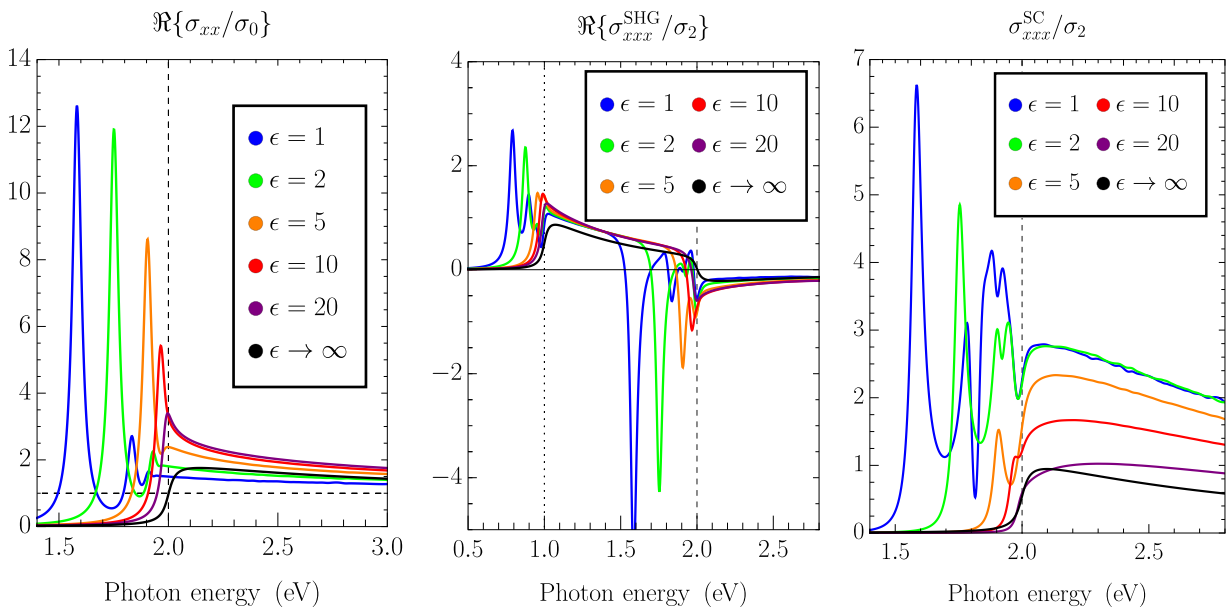 ℜ{σxx/σ0}
14
12
10
8
6
4
2
0
1.5 2.0 2.5 3.0
Photon energy (eV)
ϵ = 1
ϵ = 2
ϵ = 5
ϵ = 10
ϵ = 20
ϵ → ∞
ℜ{σ^SHG_xxx/σ2}
4
2
0
−2
−4
0.5 1.0 1.5 2.0 2.5
Photon energy (eV)
ϵ = 1 ϵ = 10
ϵ = 2 ϵ = 20
ϵ = 5 ϵ → ∞
σ^SC_xxx/σ2
7
6
5
4
3
2
1
0
1.5 2.0 2.5
Photon energy (eV)
ϵ = 1 ϵ = 10
ϵ = 2 ϵ = 20
ϵ = 5 ϵ → ∞